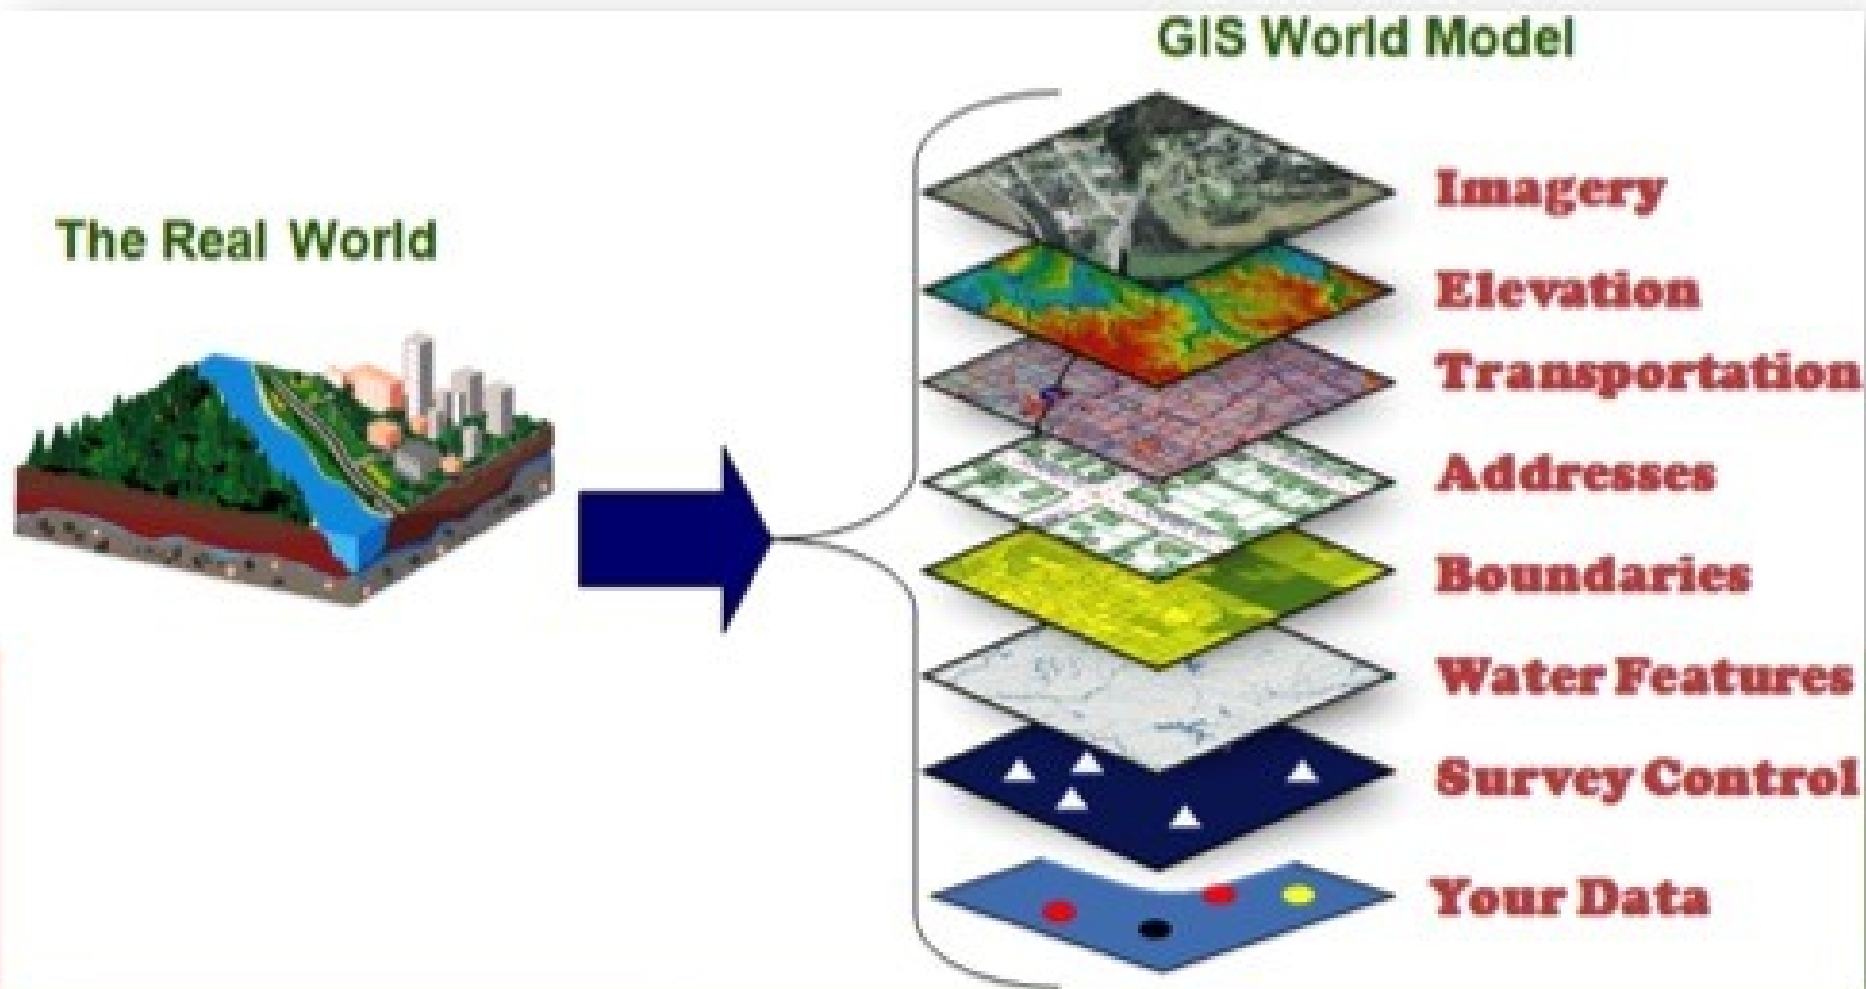 GIS World Model
The Real World
Imagery
Elevation
Transportation
Addresses
Boundaries
Water Features
Survey Control
Your Data